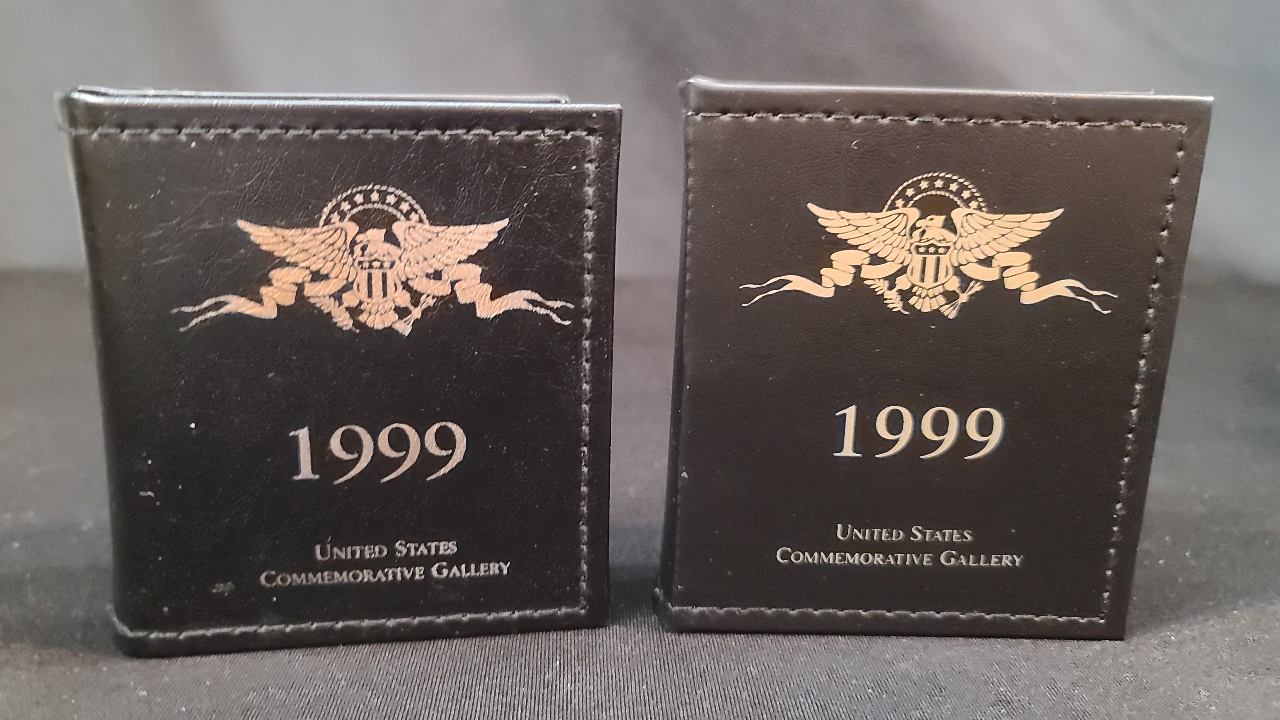 1999
United States
Commemorative Gallery
1999
United States
Commemorative Gallery